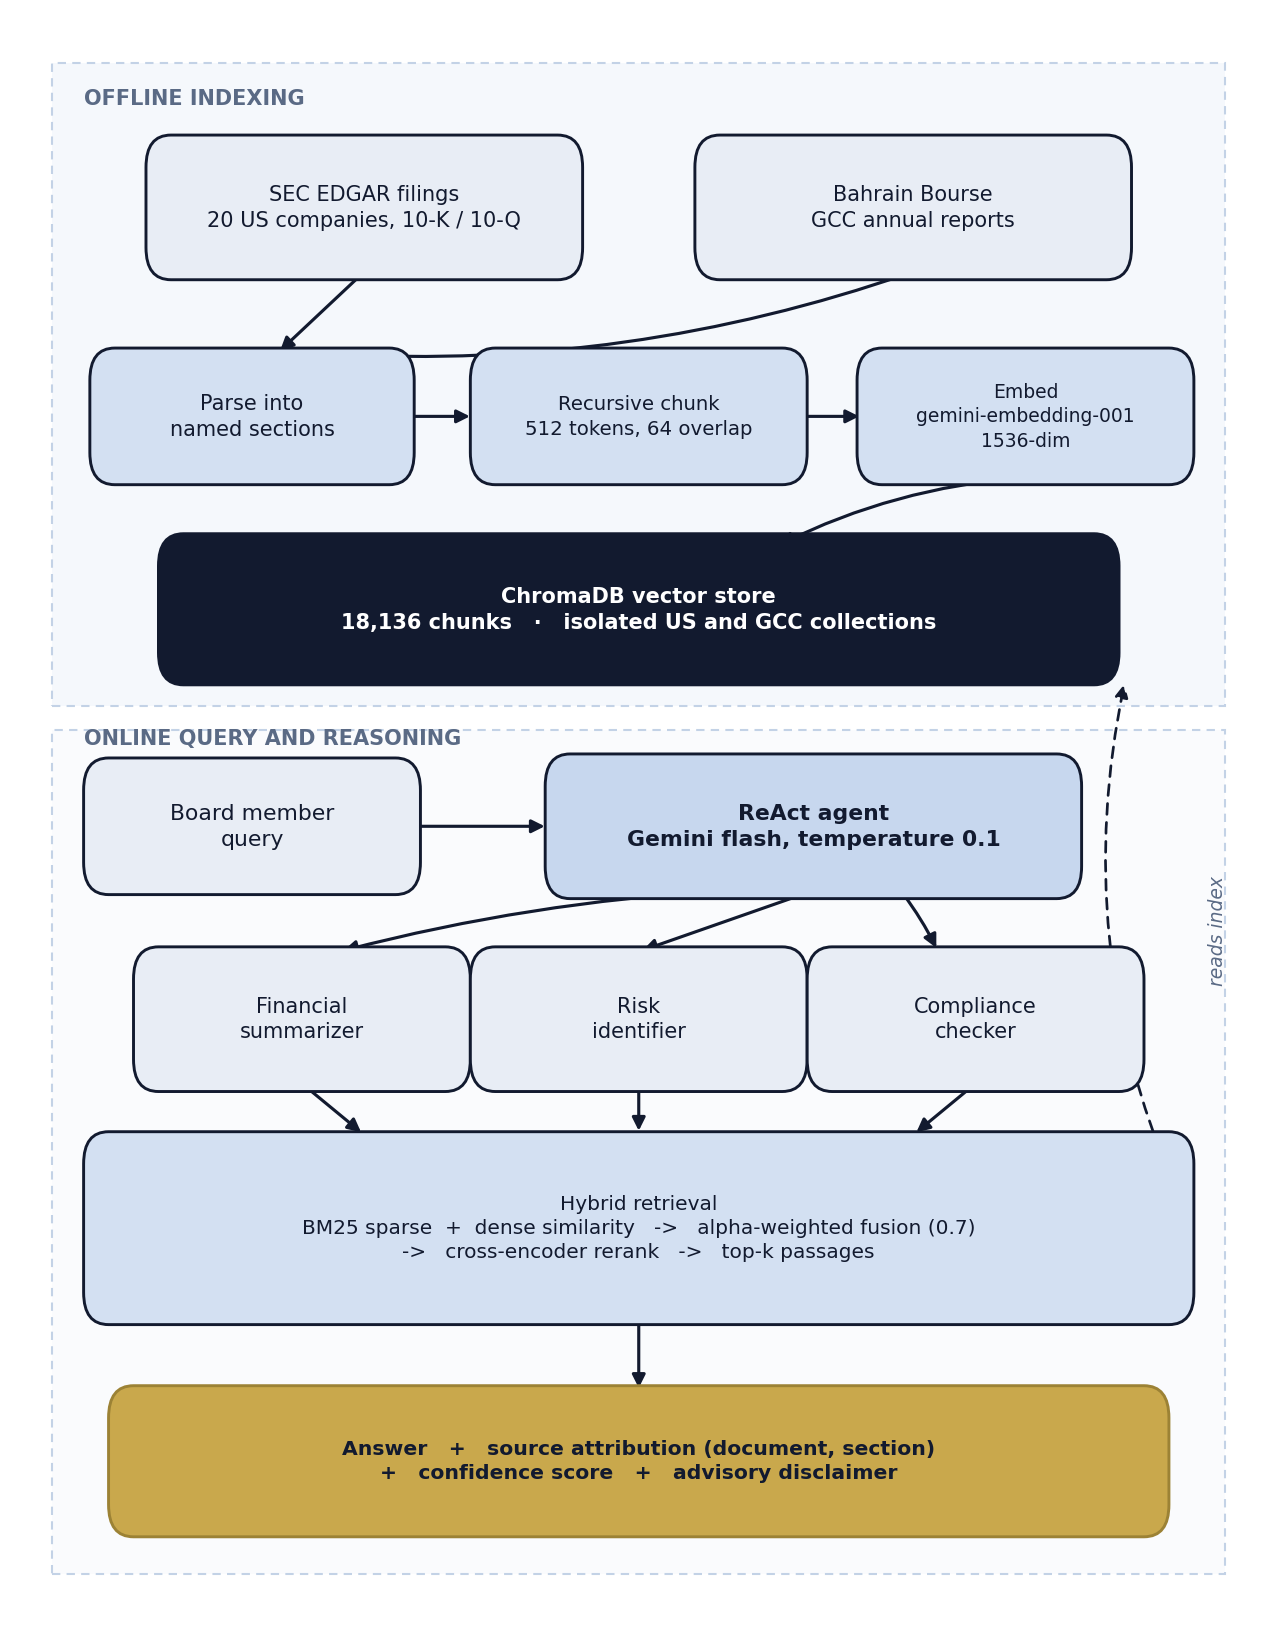 OFFLINE INDEXING
SEC EDGAR filings
20 US companies, 10-K / 10-Q
Bahrain Bourse
GCC annual reports
Parse into
named sections
Recursive chunk
512 tokens, 64 overlap
Embed
gemini-embedding-001
1536-dim
ChromaDB vector store
18,136 chunks · isolated US and GCC collections
ONLINE QUERY AND REASONING
Board member
query
ReAct agent
Gemini flash, temperature 0.1
reads index
Financial
summarizer
Risk
identifier
Compliance
checker
Hybrid retrieval
BM25 sparse + dense similarity -> alpha-weighted fusion (0.7)
-> cross-encoder rerank -> top-k passages
Answer + source attribution (document, section)
+ confidence score + advisory disclaimer